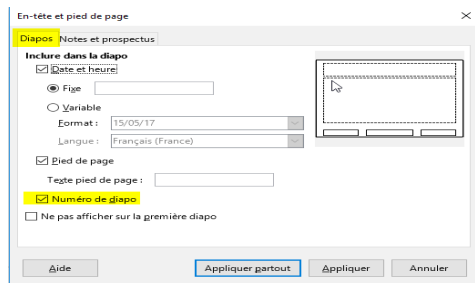 En-tête et pied de page
Diapos Notes et prospectus
Inclure dans la diapo
Date et heure
Fixe
Variable
Format : 15/05/17
Langue : Français (France)
Pied de page
Texte pied de page :
Numéro de diapo
Ne pas afficher sur la première diapo
Aide Appliquer partout Appliquer Annuler